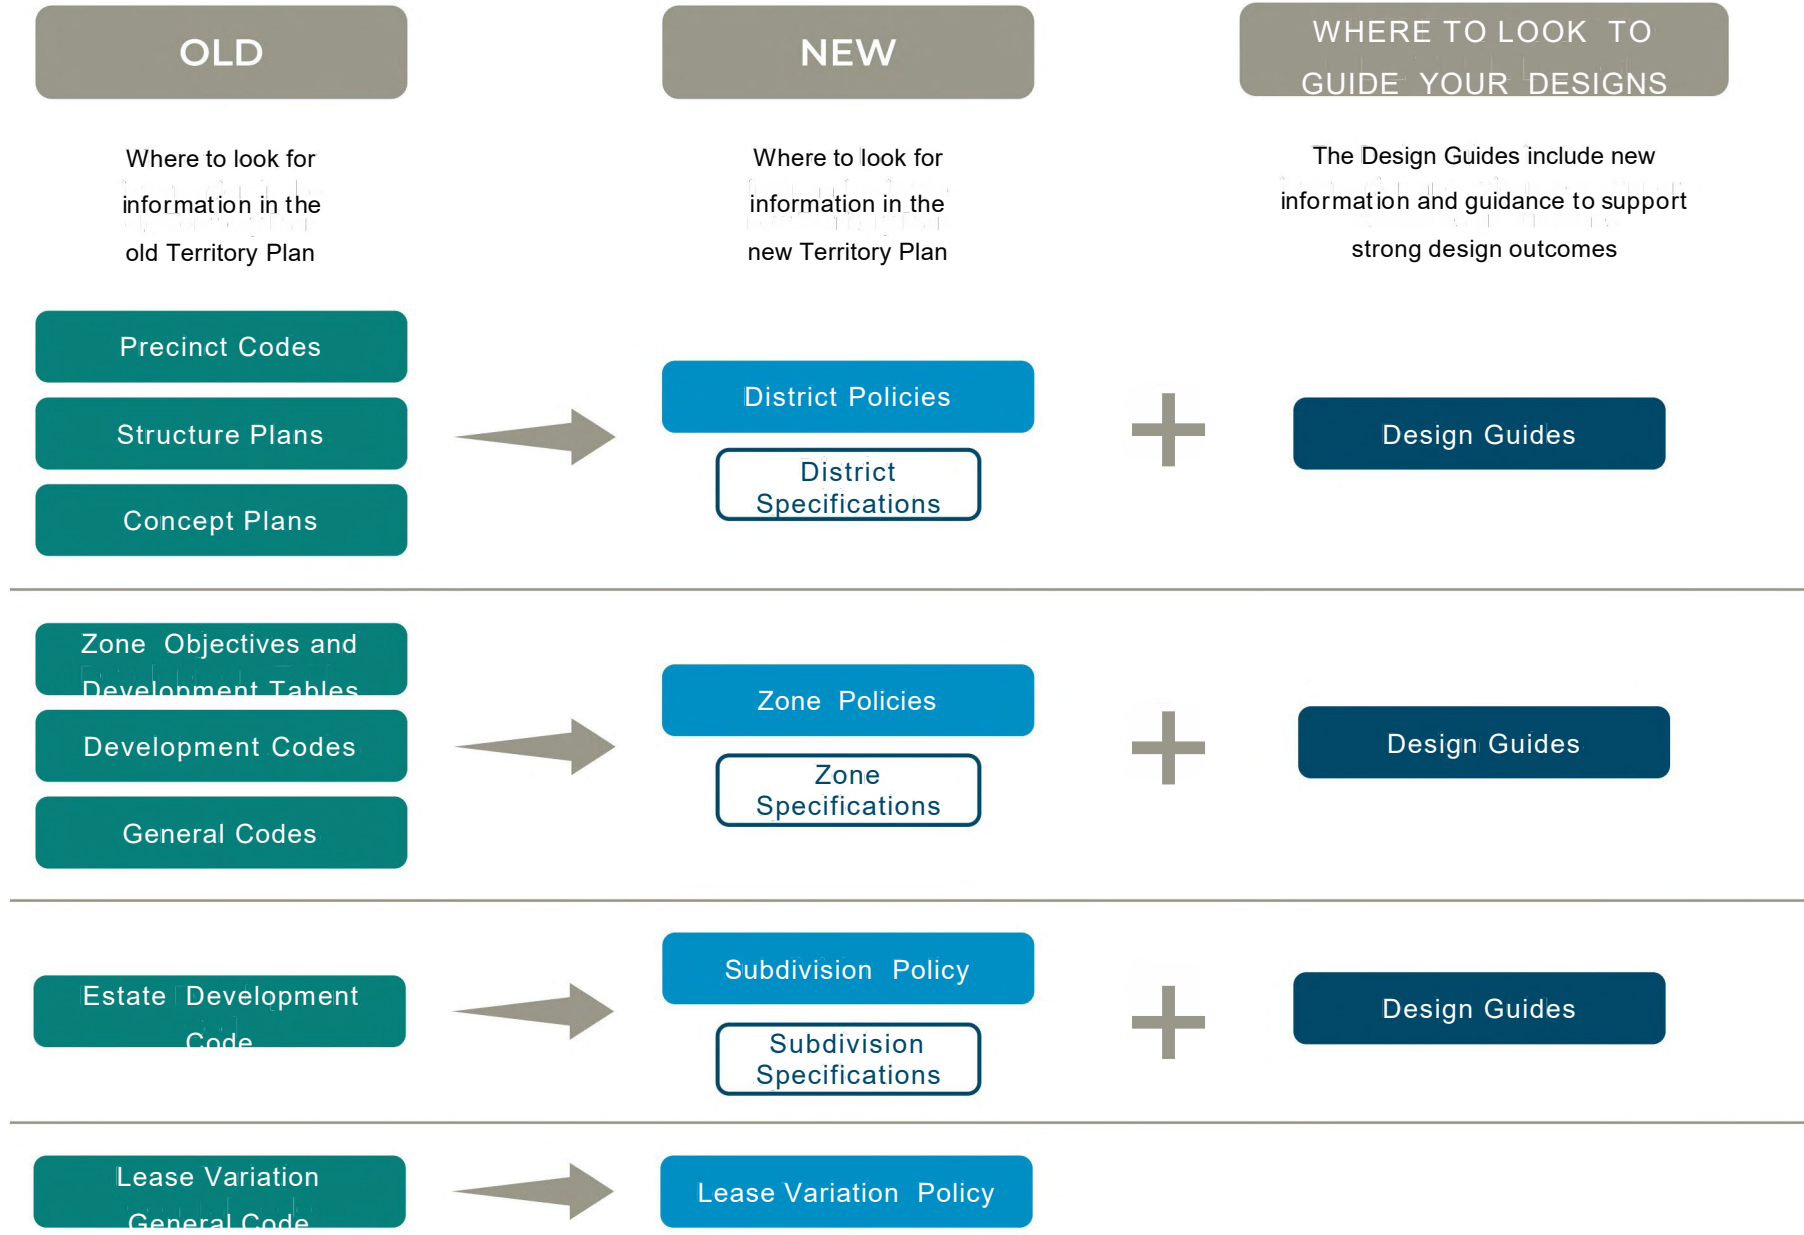 OLD
NEW
WHERE TO LOOK TO
GUIDE YOUR DESIGNS
Where to look for
information in the
old Territory Plan
Where to look for
information in the
new Territory Plan
The Design Guides include new
information and guidance to support
strong design outcomes
Precinct Codes
Structure Plans
Concept Plans
District Policies
District
Specifications
Design Guides
Zone Objectives and
Development Tables
Development Codes
General Codes
Zone Policies
Zone
Specifications
Design Guides
Estate Development
Code
Subdivision Policy
Subdivision
Specifications
Design Guides
Lease Variation
General Code
Lease Variation Policy